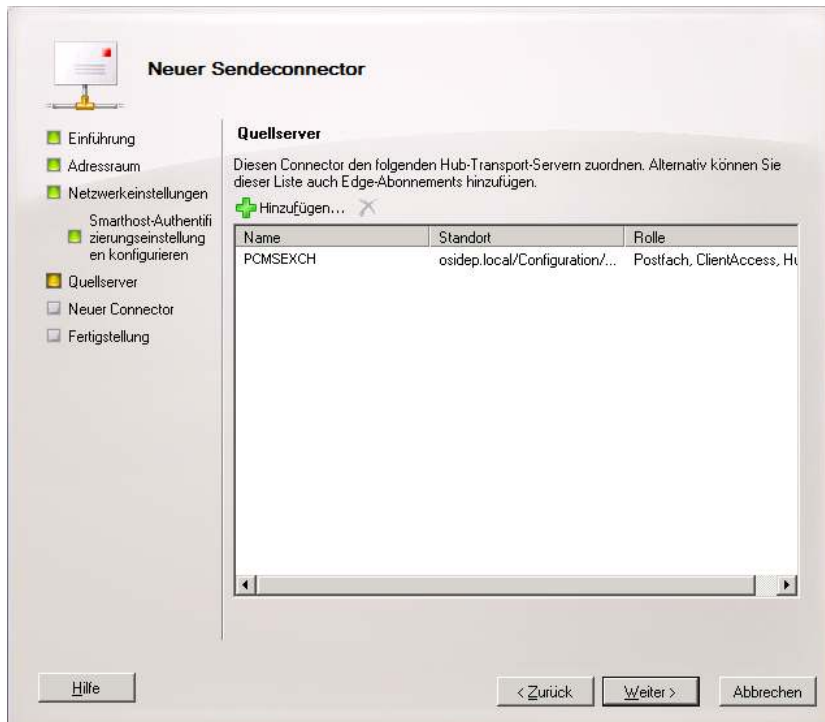 Neuer Sendeconnector
Einführung
Adressraum
Netzwerkeinstellungen
Smarthost-Authentifi
zierungseinstellung
en konfigurieren
Quellserver
Neuer Connector
Fertigstellung
Quellserver
Diesen Connector den folgenden Hub-Transport-Servern zuordnen. Alternativ können Sie
dieser Liste auch Edge-Abonnements hinzufügen.
Hinzufügen...
Name Standort Rolle
PCMSEXCH osidep.local/Configuration/... Postfach, ClientAccess, Hu
Hilfe < Zurück Weiter > Abbrechen